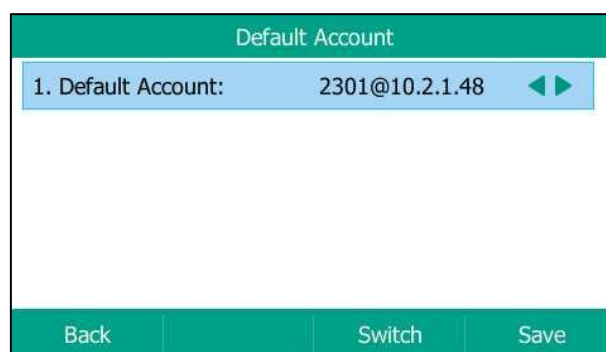 Default Account
1. Default Account: 2301@10.2.1.48
Back Switch Save